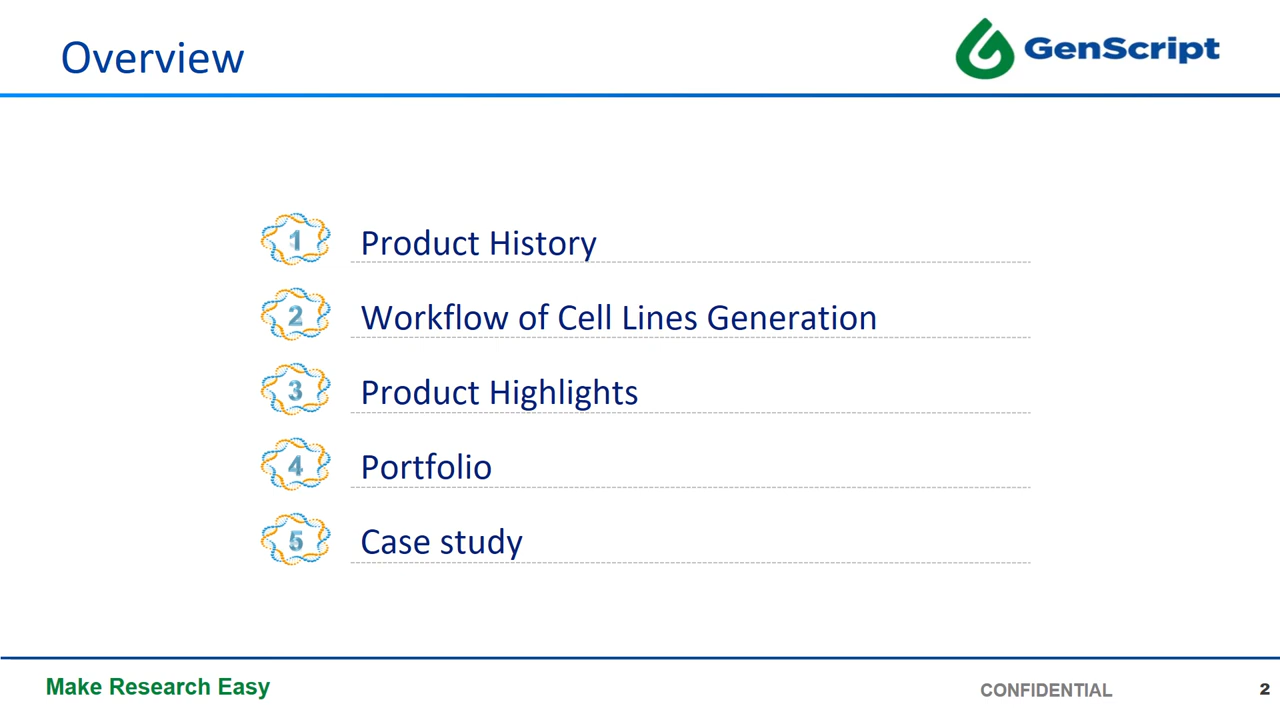 Overview
GenScript
1 Product History
2 Workflow of Cell Lines Generation
3 Product Highlights
4 Portfolio
5 Case study
Make Research Easy
CONFIDENTIAL
2